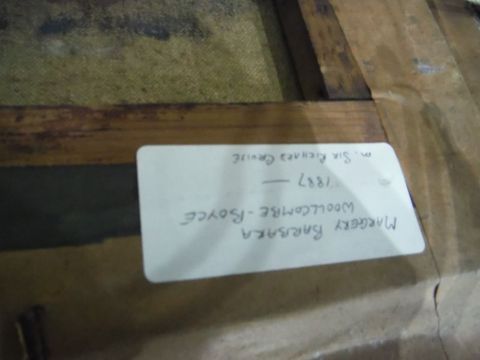 MARGERY BARBARA
WOOLLCOMBE-BOYCE
1887 —
m. SIR RICHARD CRUISE